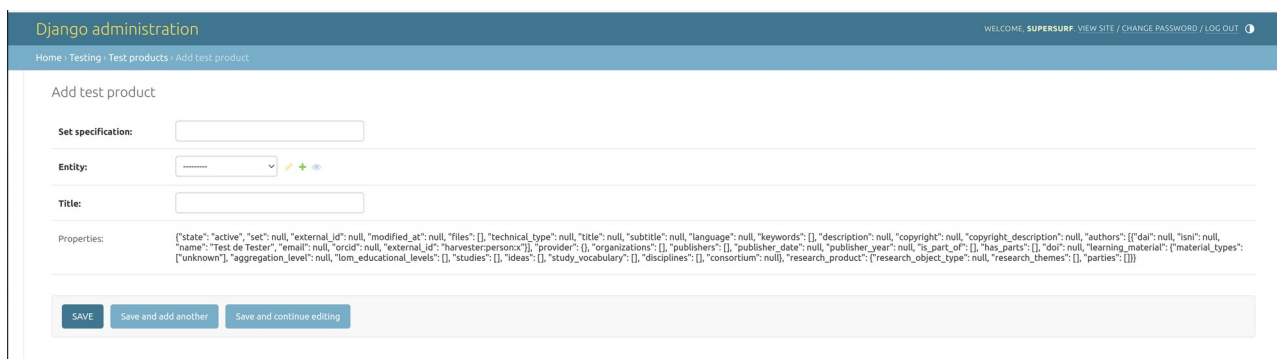 Django administration
WELCOME, SUPERSURF. VIEW SITE / CHANGE PASSWORD / LOG OUT
Home › Testing › Test products › Add test product
Add test product
Set specification:
Entity: ---------
Title:
Properties: {"state": "active", "set": null, "external_id": null, "modified_at": null, "files": [], "technical_type": null, "title": null, "subtitle": null, "language": null, "keywords": [], "description": null, "copyright": null, "copyright_description": null, "authors": [{"dai": null, "isni": null,
"name": "Test de Tester", "email": null, "orcid": null, "external_id": "harvester:person:x"}], "provider": {}, "organizations": [], "publishers": [], "publisher_date": null, "publisher_year": null, "is_part_of": [], "has_parts": [], "doi": null, "learning_material": {"material_types":
["unknown"], "aggregation_level": null, "lom_educational_levels": [], "studies": [], "ideas": [], "study_vocabulary": [], "disciplines": [], "consortium": null}, "research_product": {"research_object_type": null, "research_themes": [], "parties": []}}
SAVE Save and add another Save and continue editing